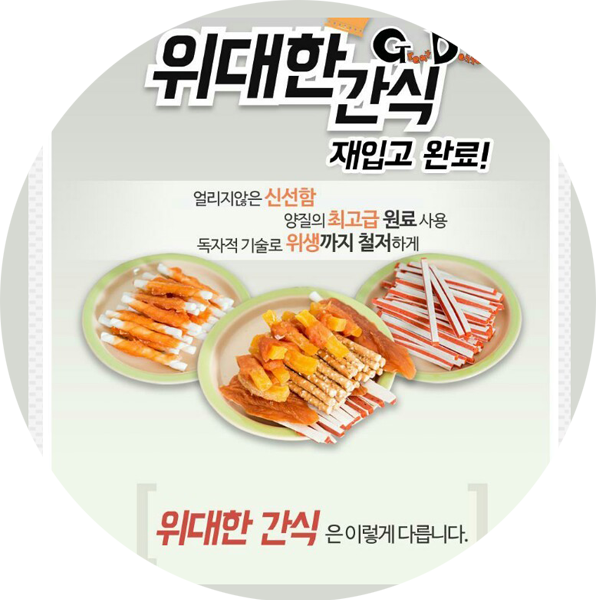 위대한
간식
재입고 완료!
얼리지않은 신선함
양질의 최고급 원료 사용
독자적 기술로 위생까지 철저하게
[위대한 간식 은 이렇게 다릅니다.]